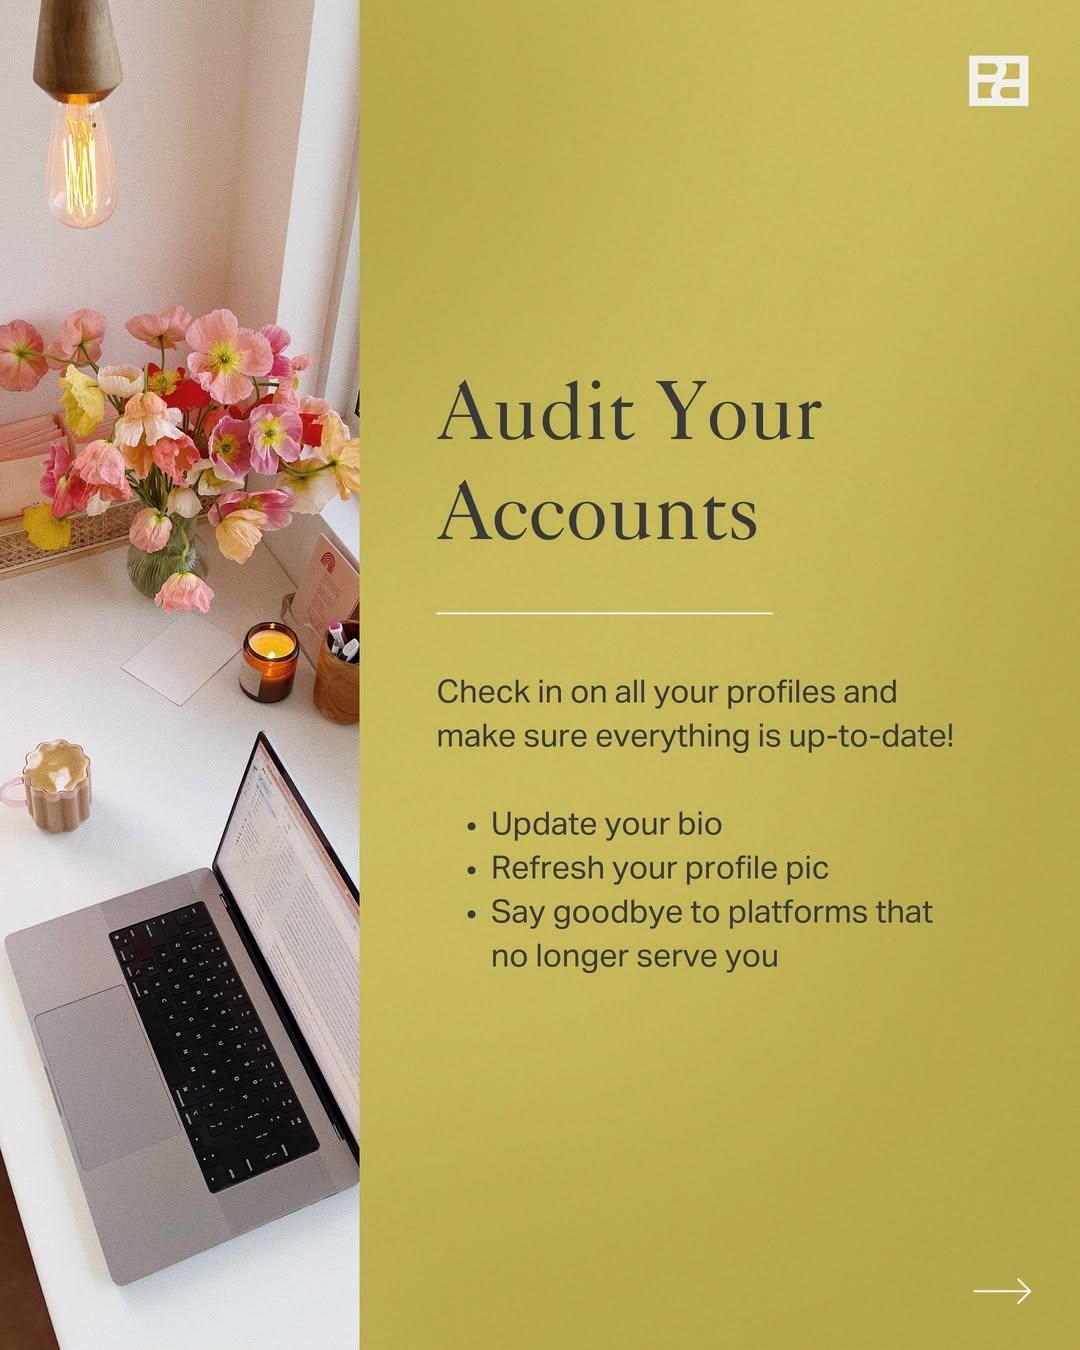 Audit Your
Accounts
Check in on all your profiles and
make sure everything is up-to-date!
• Update your bio
• Refresh your profile pic
• Say goodbye to platforms that
no longer serve you